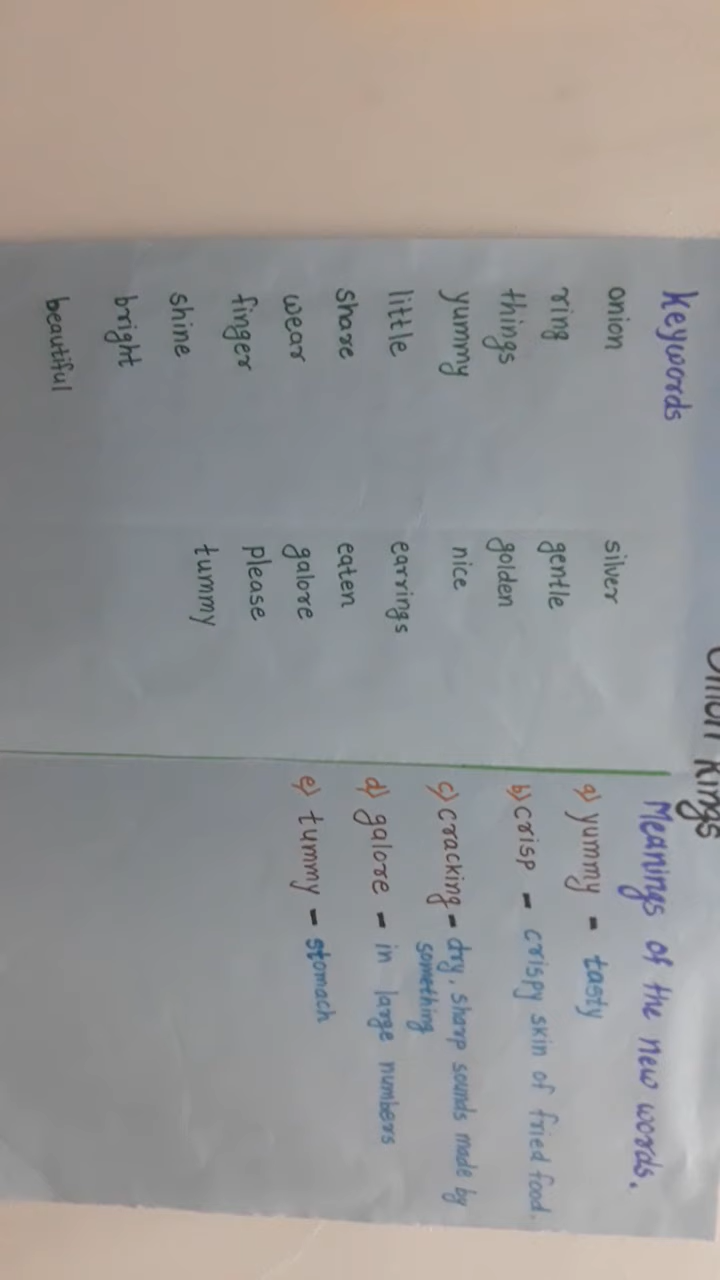 Onion Rings
keywords
onion
ring
things
yummy
little
share
wear
finger
shine
bright
beautiful
silver
gentle
golden
nice
earrings
eaten
galore
please
tummy
Meanings of the new words.
a) yummy - tasty
b) crisp - crispy skin of fried food.
c) cracking - dry, sharp sounds made by
something
d) galore - in large numbers
e) tummy - stomach